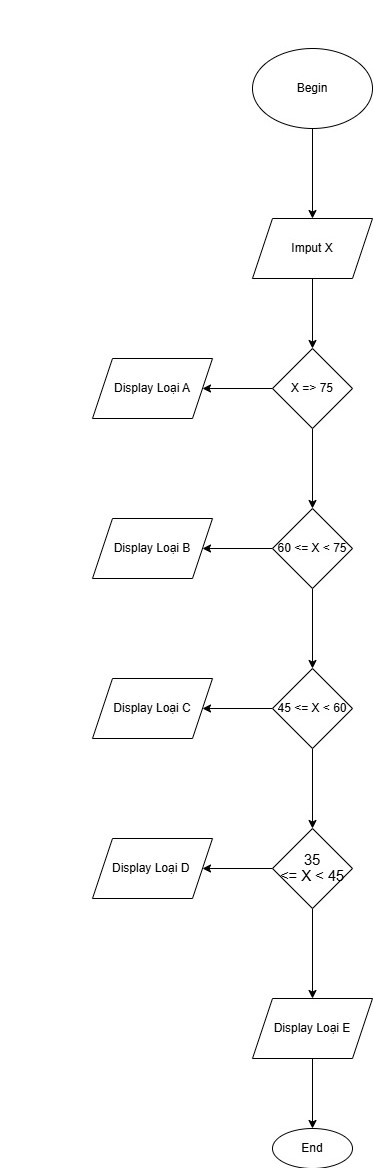 Begin
Imput X
Display Loại A
X => 75
Display Loại B
60 <= X < 75
Display Loại C
45 <= X < 60
Display Loại D
35
<= X < 45
Display Loại E
End